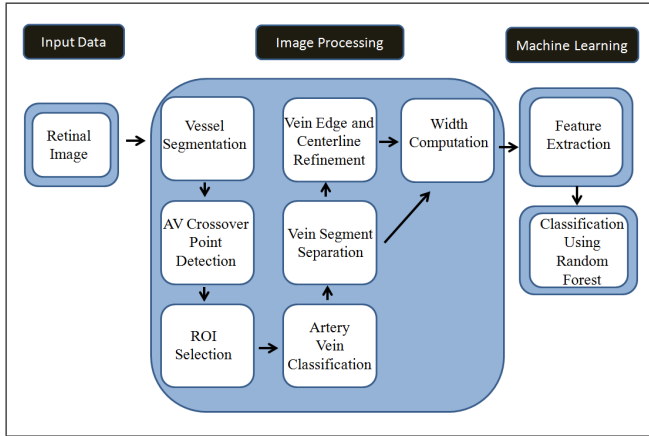 Input Data
Image Processing
Machine Learning
Retinal
Image
Vessel
Segmentation
AV Crossover
Point
Detection
ROI
Selection
Artery
Vein
Classification
Vein Segment
Separation
Vein Edge and
Centerline
Refinement
Width
Computation
Feature
Extraction
Classification
Using
Random
Forest